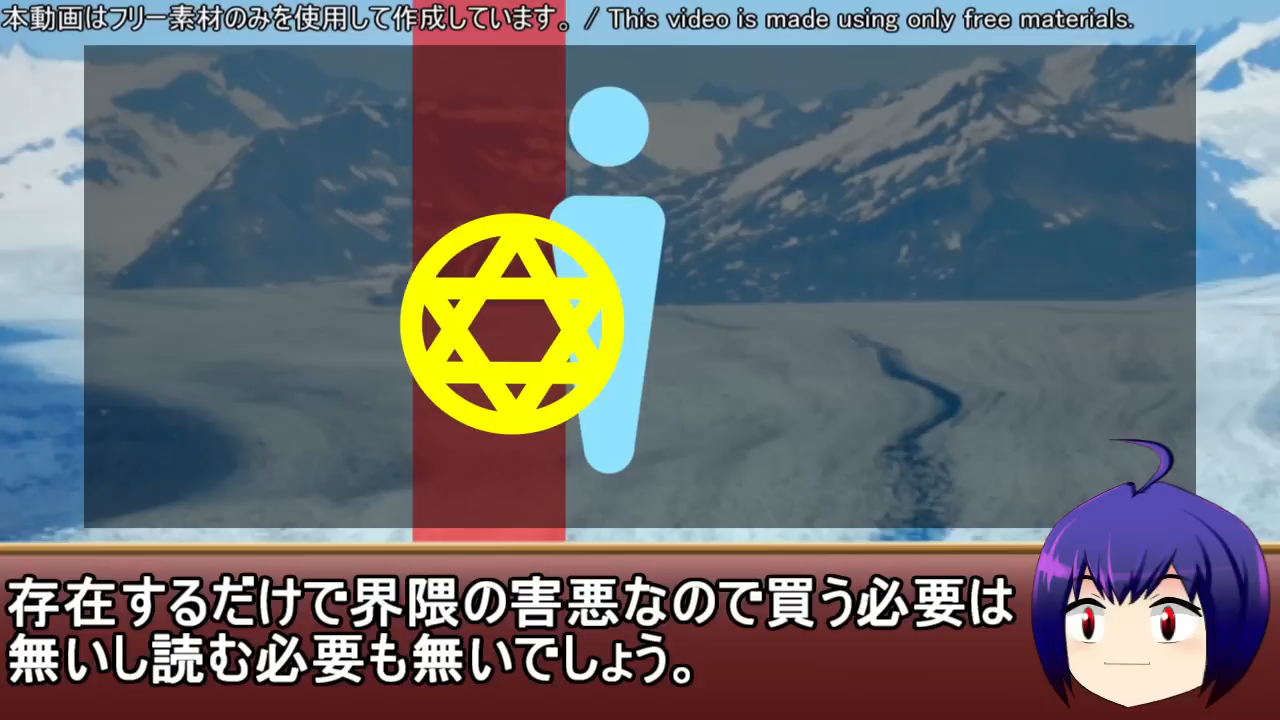 本動画はフリー素材のみを使用して作成しています。 / This video is made using only free materials.
存在するだけで界隈の害悪なので買う必要は
無いし読む必要も無いでしょう。